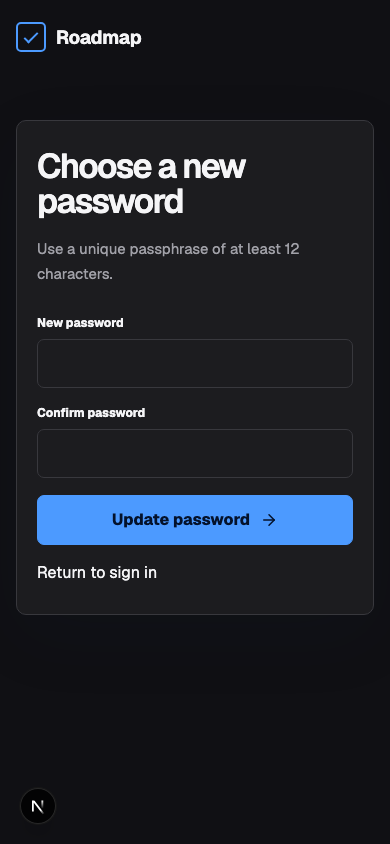 Roadmap
Choose a new
password
Use a unique passphrase of at least 12
characters.
New password
Confirm password
Update password
Return to sign in
N